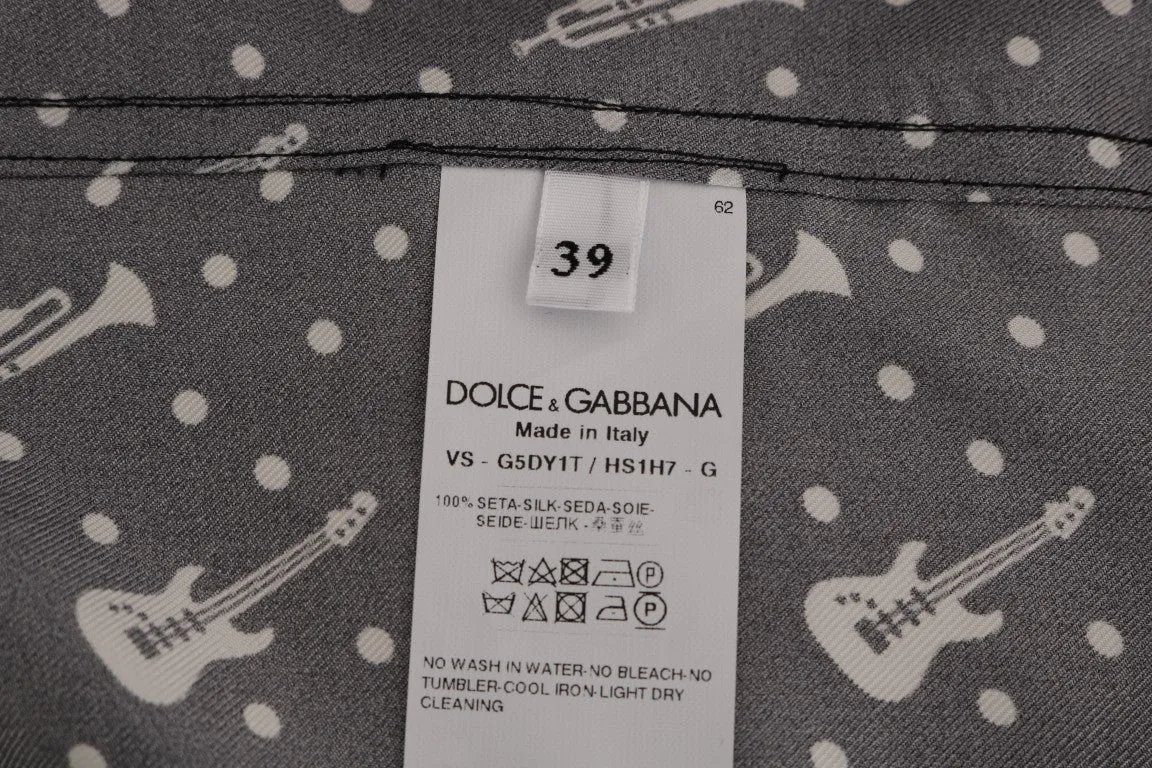 62
39
DOLCE & GABBANA
Made in Italy
VS - G5DY1T / HS1H7 - G
100% SETA-SILK-SEDA-SOIE-
SEIDE-ШЕЛК -
P
P
NO WASH IN WATER-NO BLEACH-NO
TUMBLER-COOL IRON-LIGHT DRY
CLEANING